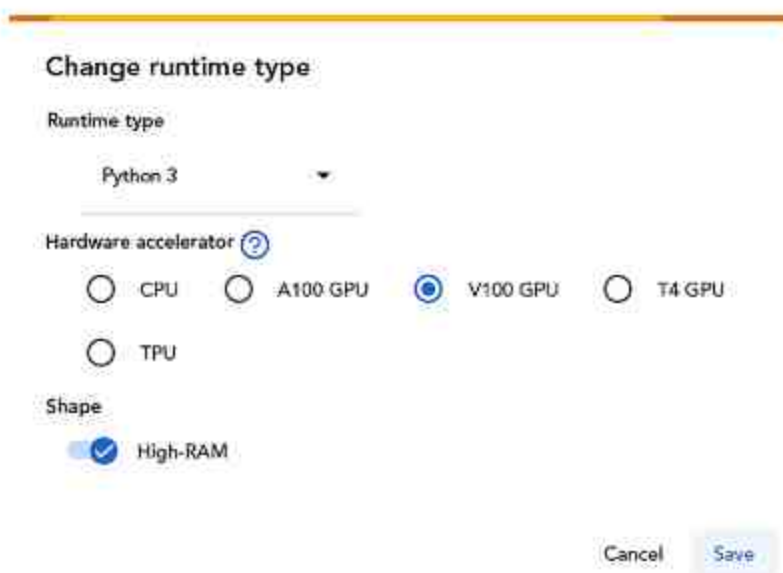 Change runtime type
Runtime type
Python 3
Hardware accelerator ?
CPU A100 GPU V100 GPU T4 GPU
TPU
Shape
High-RAM
Cancel Save